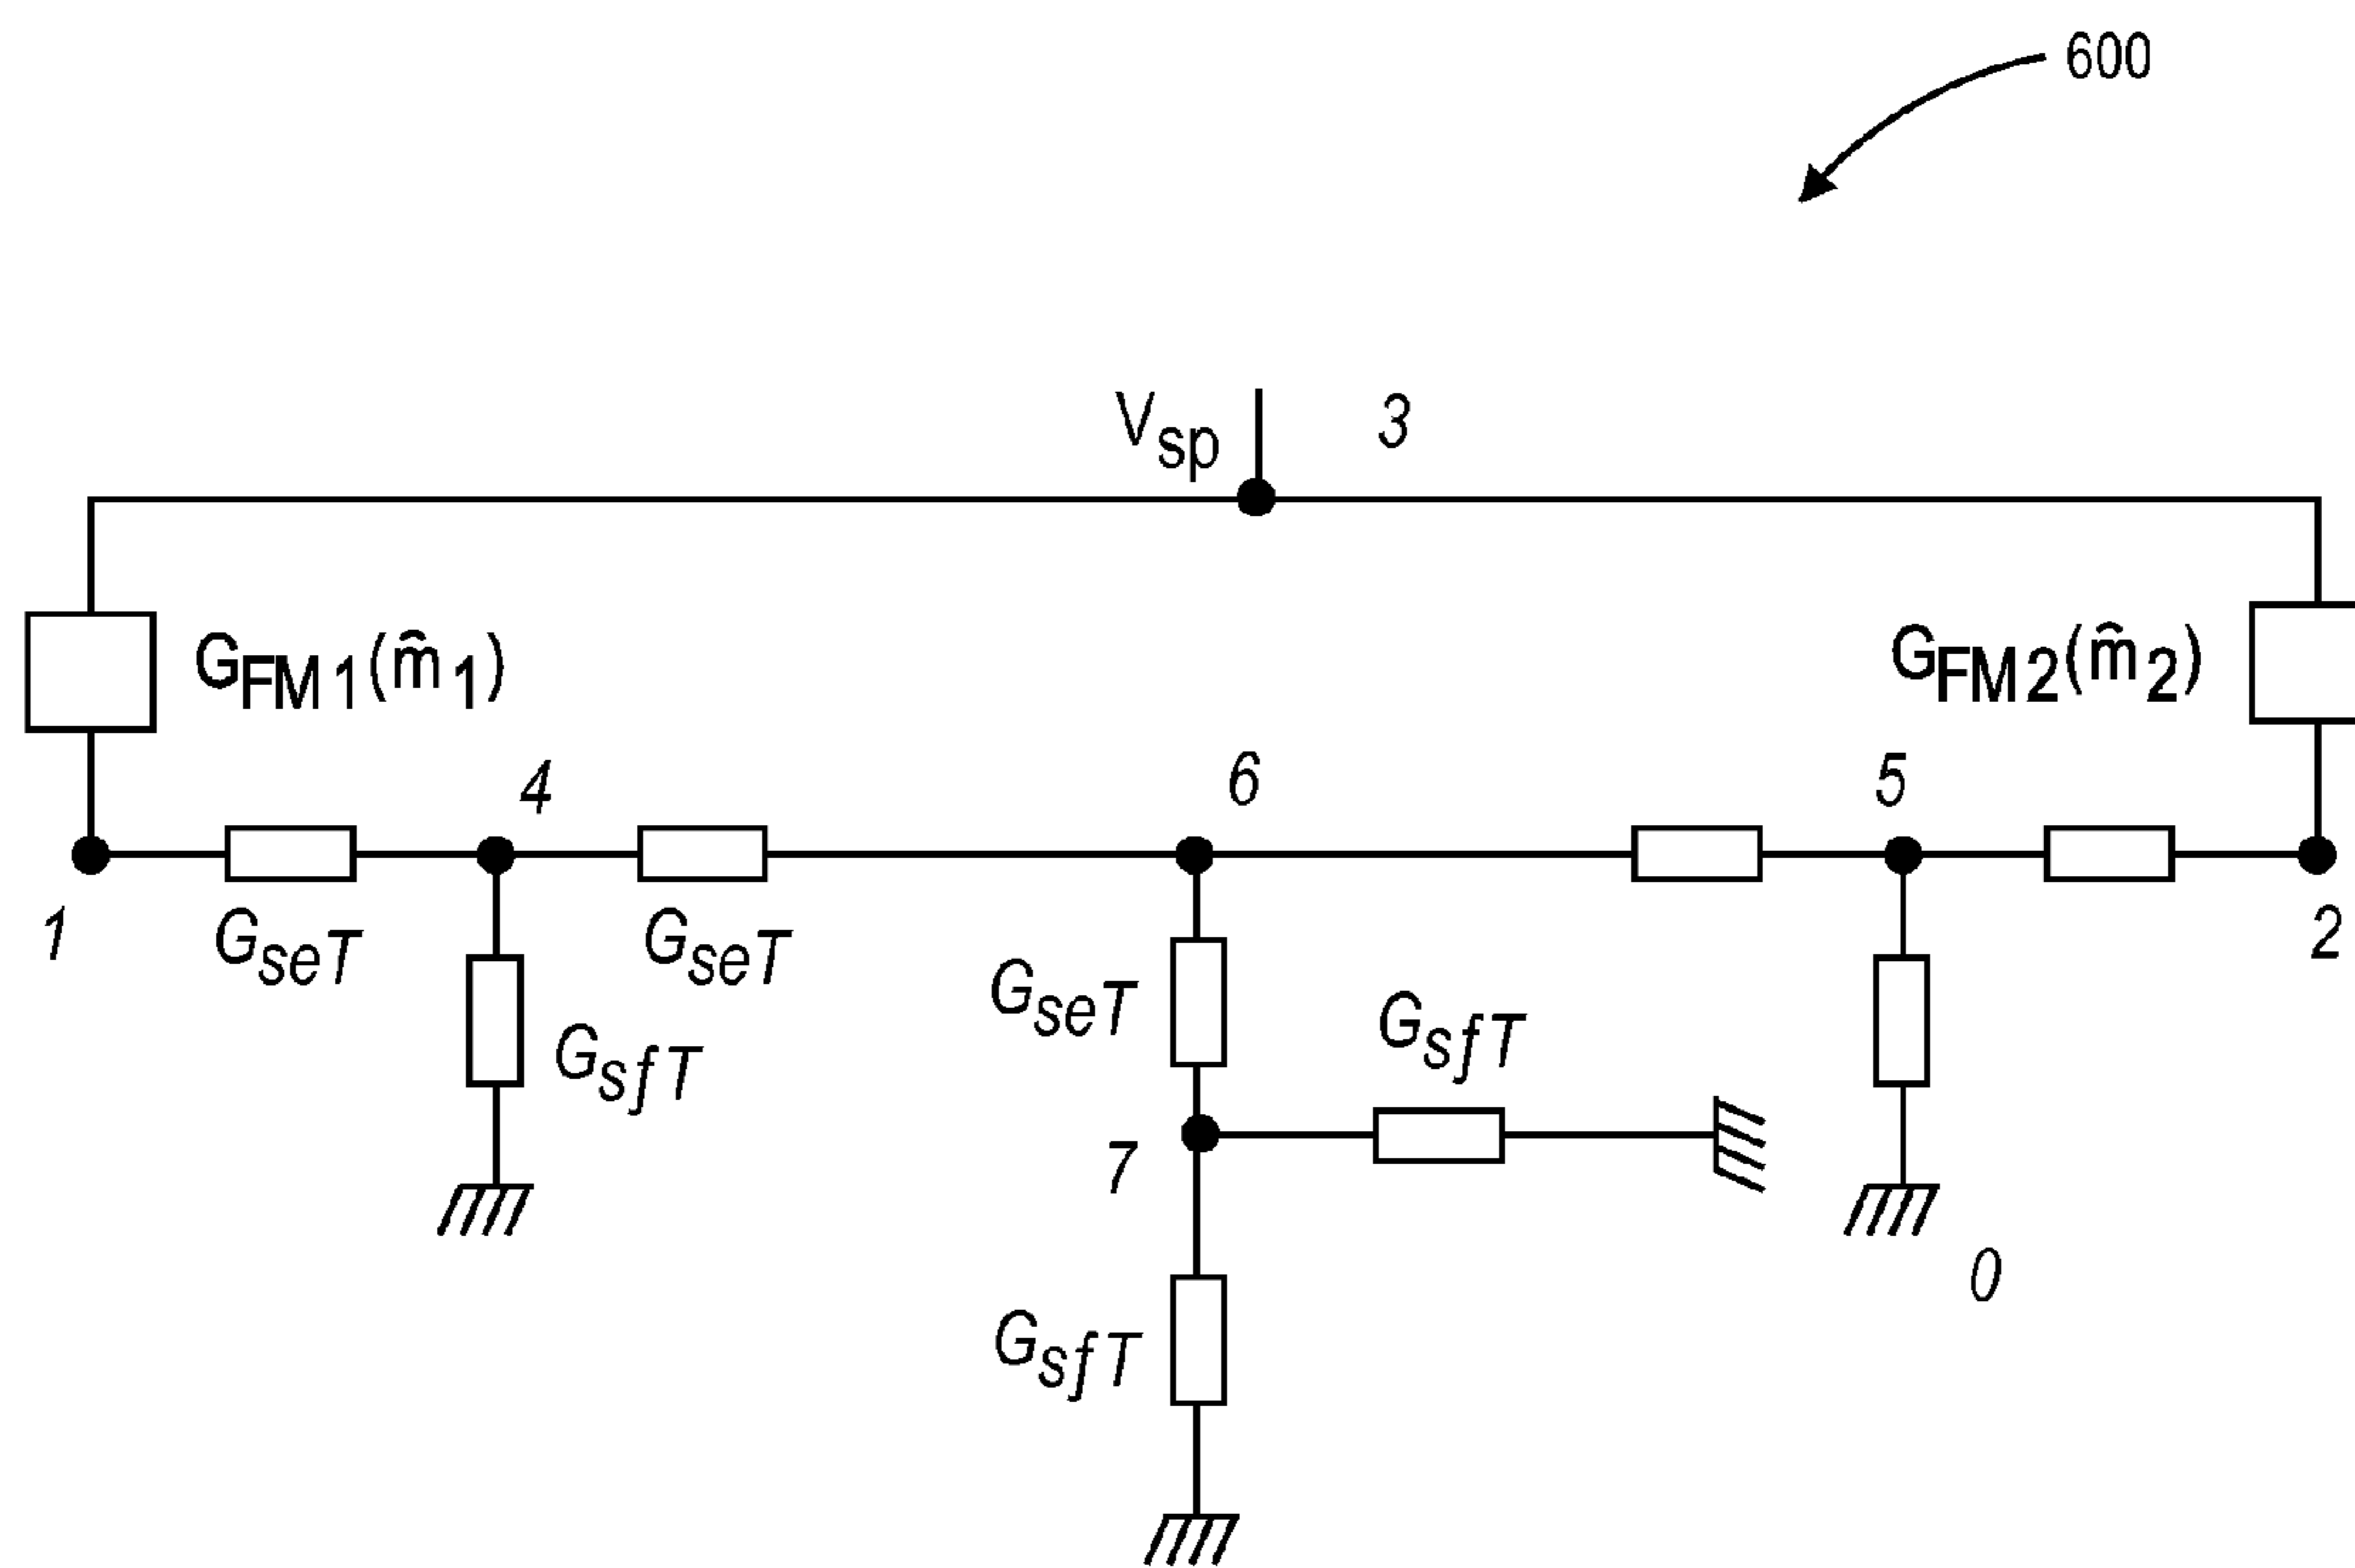 600
Vsp 3
GFM1(m̂1)
GFM2(m̂2)
4
6
5
1
GseT
GseT
2
GseT
GsfT
GsfT
7
0
GsfT